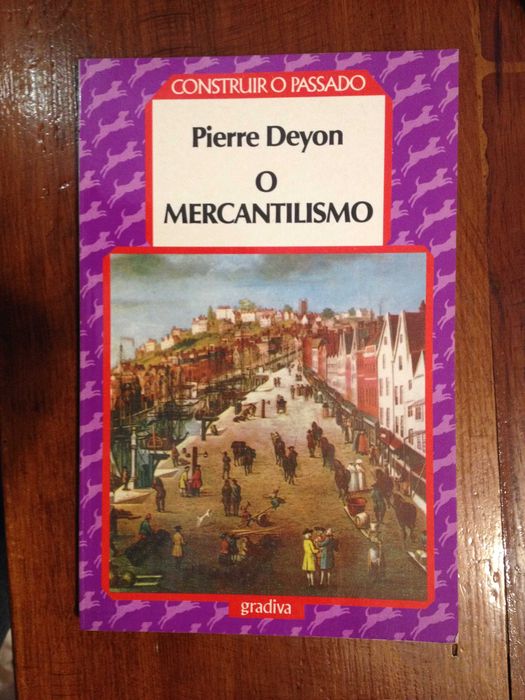 CONSTRUIR O PASSADO
Pierre Deyon
O
MERCANTILISMO
gradiva